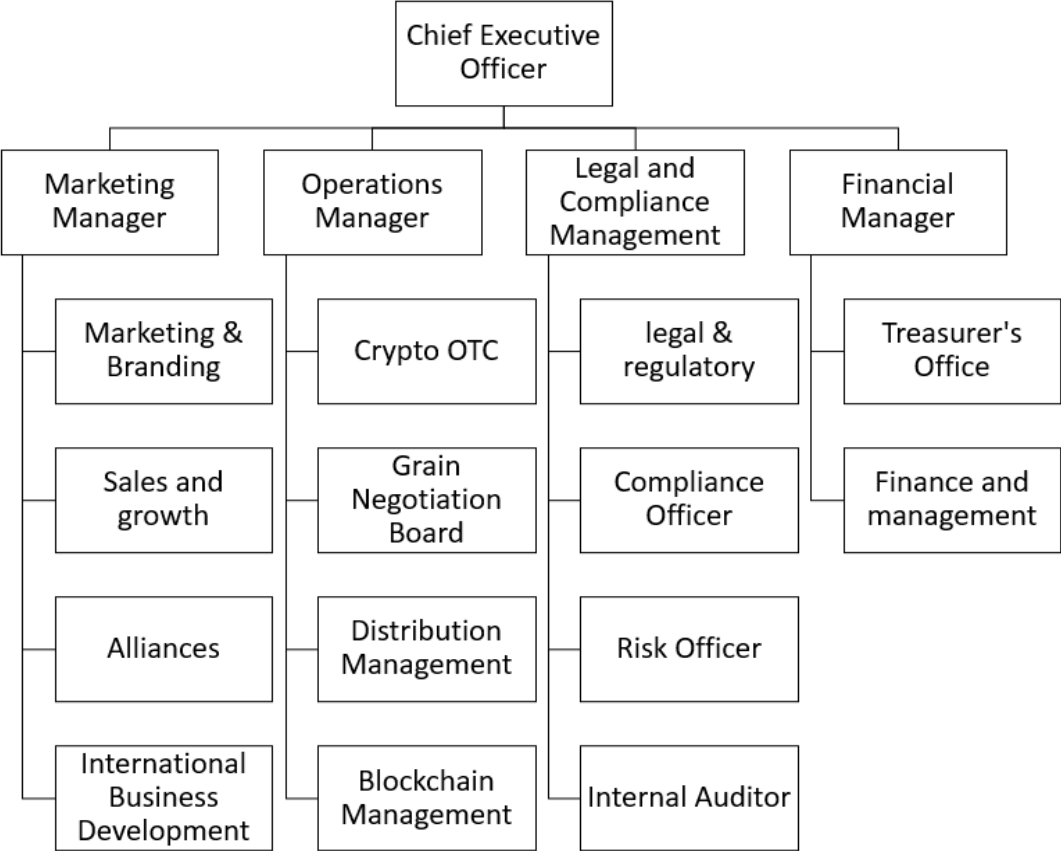 Chief Executive
Officer
Marketing
Manager
Operations
Manager
Legal and
Compliance
Management
Financial
Manager
Marketing &
Branding
Crypto OTC
legal &
regulatory
Treasurer's
Office
Sales and
growth
Grain
Negotiation
Board
Compliance
Officer
Finance and
management
Alliances
Distribution
Management
Risk Officer
International
Business
Development
Blockchain
Management
Internal Auditor